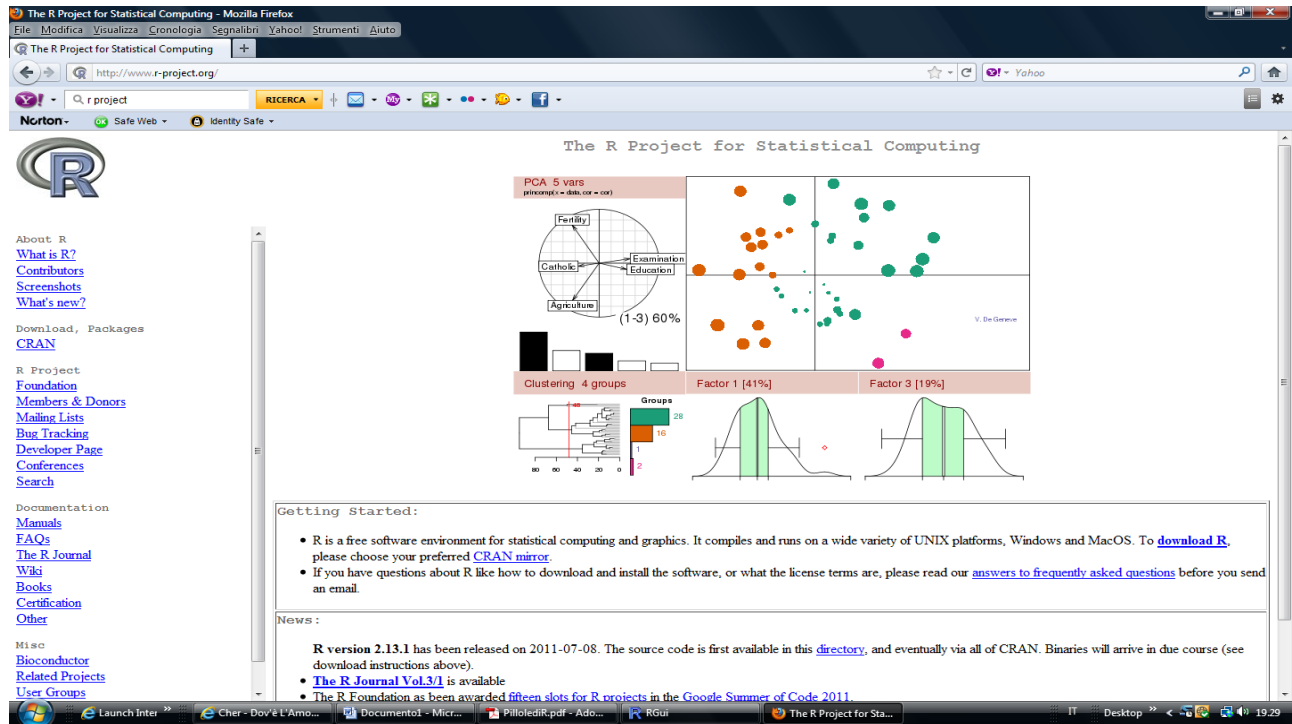 The R Project for Statistical Computing - Mozilla Firefox
File Modifica Visualizza Cronologia Segnalibri Yahoo! Strumenti Aiuto
The R Project for Statistical Computing +
http://www.r-project.org/
Yahoo
Y! r project RICERCA My
Norton Safe Web Identity Safe
R
About R
What is R?
Contributors
Screenshots
What's new?
Download, Packages
CRAN
R Project
Foundation
Members & Donors
Mailing Lists
Bug Tracking
Developer Page
Conferences
Search
Documentation
Manuals
FAQs
The R Journal
Wiki
Books
Certification
Other
Misc
Bioconductor
Related Projects
User Groups
The R Project for Statistical Computing
PCA 5 vars
princomp(x = data, cor = cor)
Fertility
Examination
Catholic
Education
Agriculture
(1-3) 60%
V. De Geneve
Clustering 4 groups
Factor 1 [41%]
Factor 3 [19%]
Groups
28
16
1
2
80 60 40 20 0
Getting Started:
• R is a free software environment for statistical computing and graphics. It compiles and runs on a wide variety of UNIX platforms, Windows and MacOS. To download R,
please choose your preferred CRAN mirror.
• If you have questions about R like how to download and install the software, or what the license terms are, please read our answers to frequently asked questions before you send
an email.
News:
R version 2.13.1 has been released on 2011-07-08. The source code is first available in this directory, and eventually via all of CRAN. Binaries will arrive in due course (see
download instructions above).
• The R Journal Vol.3/1 is available
• The R Foundation as been awarded fifteen slots for R projects in the Google Summer of Code 2011.
Launch Inter » Cher - Dov'è L'Amo... Documento1 - Micr... PillolediR.pdf - Ado... RGui The R Project for Sta... IT Desktop » 19.29